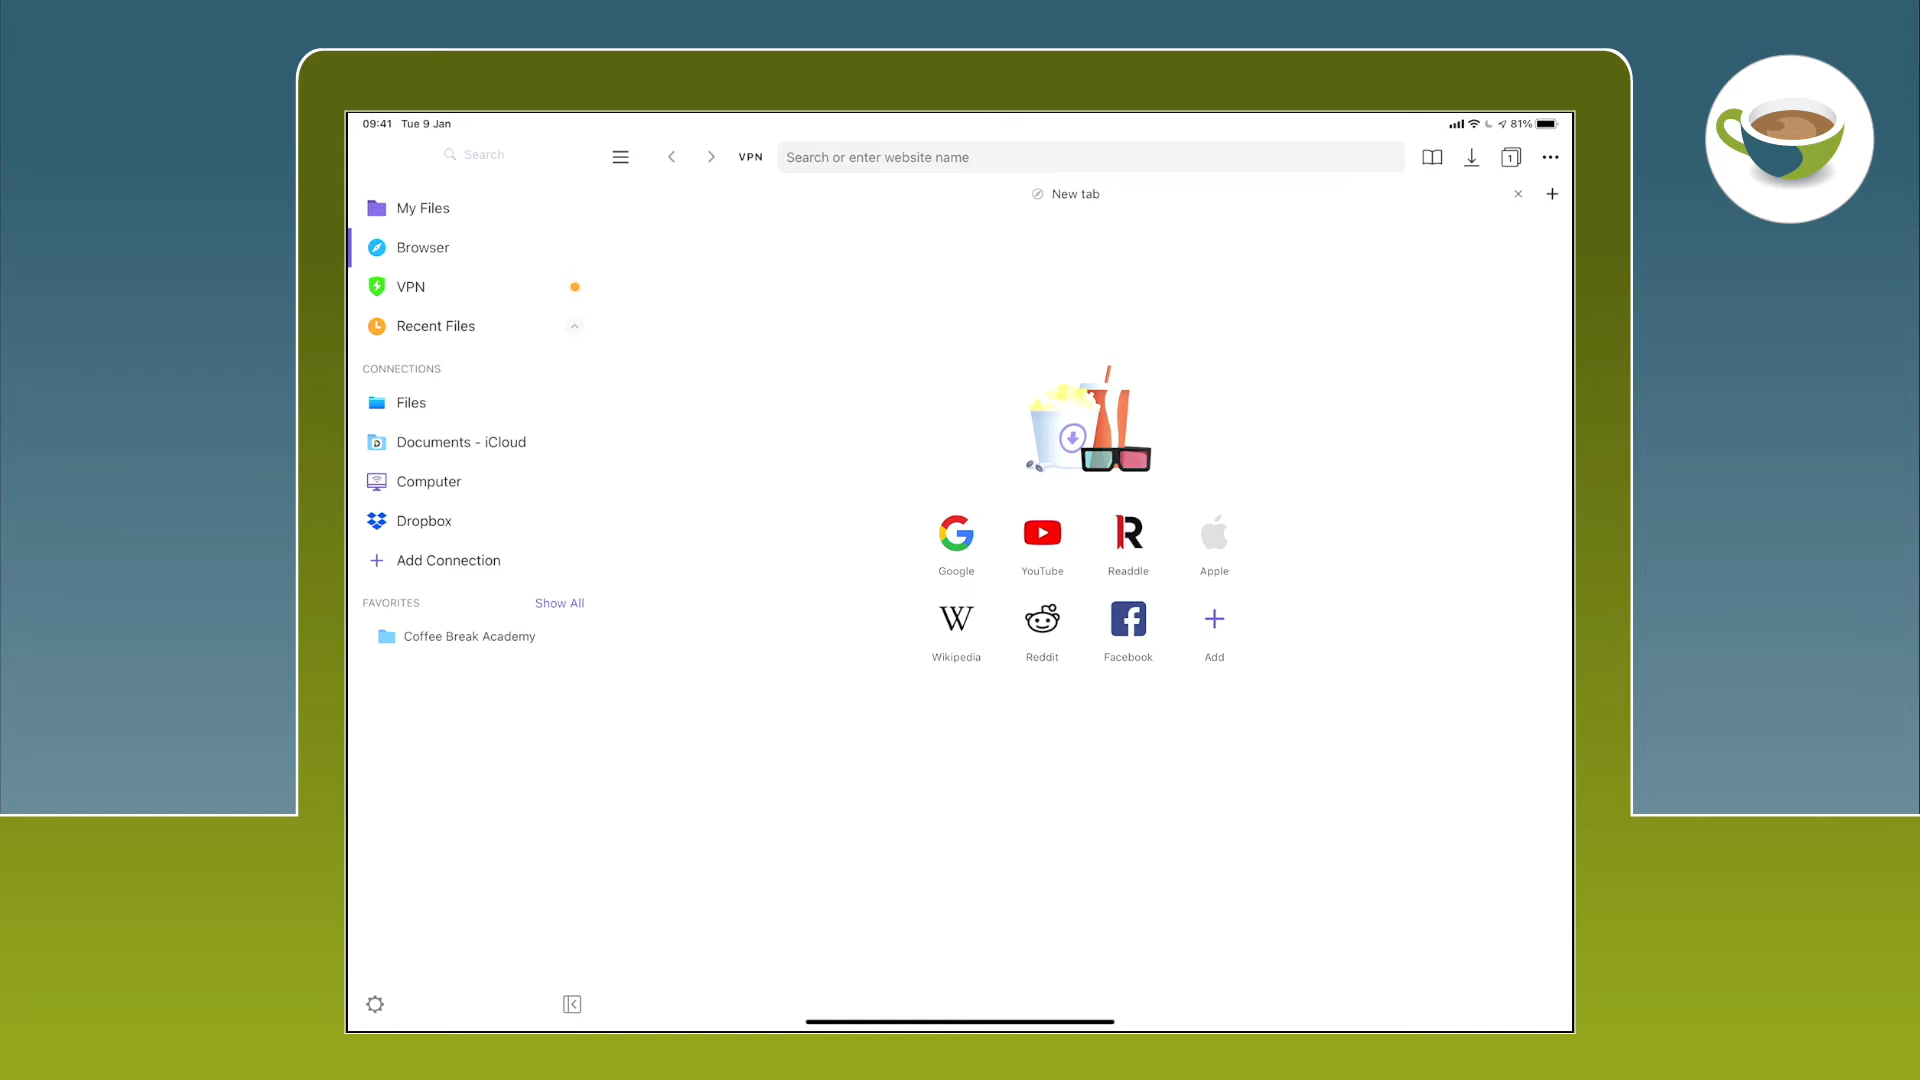 09:41 Tue 9 Jan
81%
Search
VPN
Search or enter website name
1
New tab
My Files
Browser
VPN
Recent Files
CONNECTIONS
Files
Documents - iCloud
Computer
Dropbox
Add Connection
FAVORITES Show All
Coffee Break Academy
Google YouTube Readdle Apple
Wikipedia Reddit Facebook Add